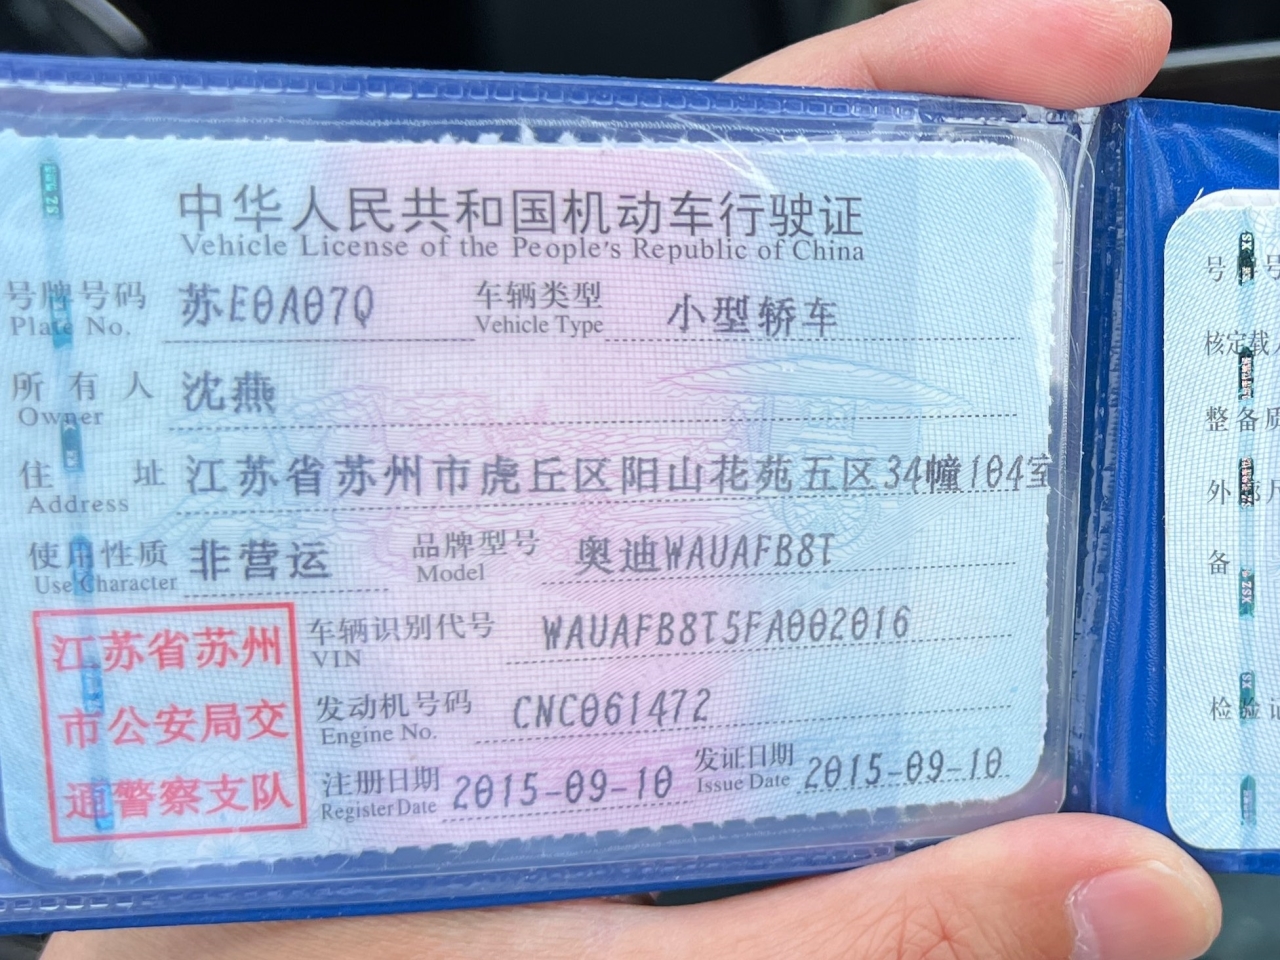 中华人民共和国机动车行驶证
Vehicle License of the People's Republic of China
号牌号码 苏E0A07Q 车辆类型 小型轿车
Plate No. Vehicle Type
所有人 沈燕
Owner
住址 江苏省苏州市虎丘区阳山花苑五区34幢104室
Address
使用性质 非营运 品牌型号 奥迪WAUAFB8T
Use Character Model
江苏省苏州
市公安局交
通警察支队
车辆识别代号 WAUAFB8T5FA002016
VIN
发动机号码 CNC061472
Engine No.
注册日期 2015-09-10 发证日期 2015-09-10
Register Date Issue Date
号牌号
核定载人
整备质
外廓尺
备
检验记